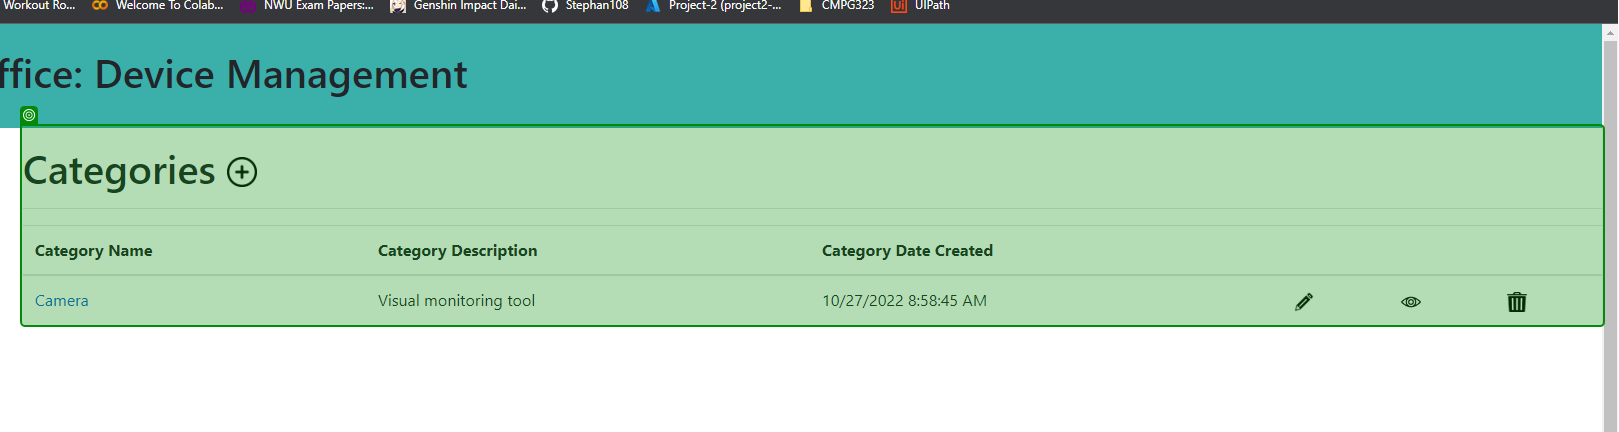 Workout Ro... Welcome To Colab... NWU Exam Papers:... Genshin Impact Dai... Stephan108 Project-2 (project2-... CMPG323 UiPath
ffice: Device Management
Categories
Category Name Category Description Category Date Created
Camera Visual monitoring tool 10/27/2022 8:58:45 AM